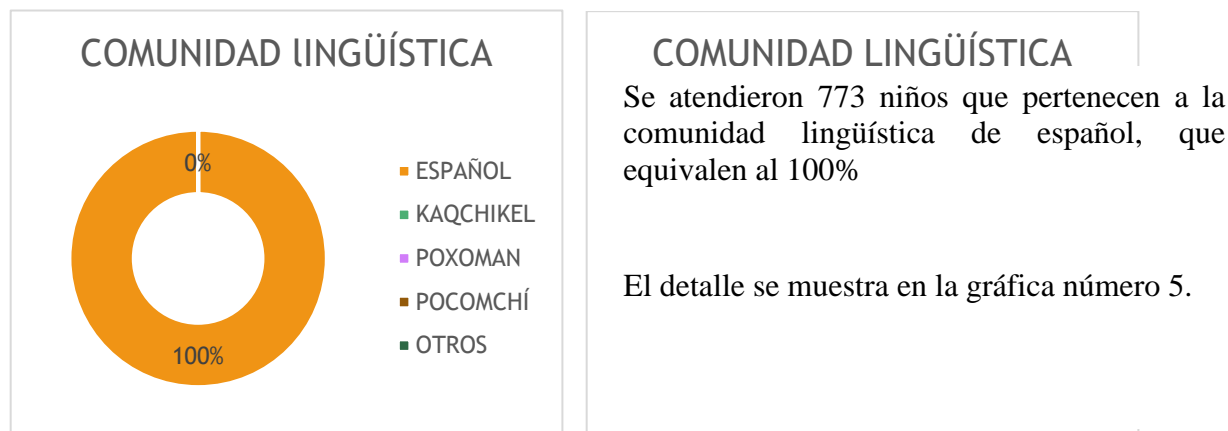 COMUNIDAD lINGÜÍSTICA
0%
100%
ESPAÑOL
KAQCHIKEL
POXOMAN
POCOMCHÍ
OTROS
COMUNIDAD LINGÜÍSTICA
Se atendieron 773 niños que pertenecen a la
comunidad lingüística de español, que
equivalen al 100%
El detalle se muestra en la gráfica número 5.